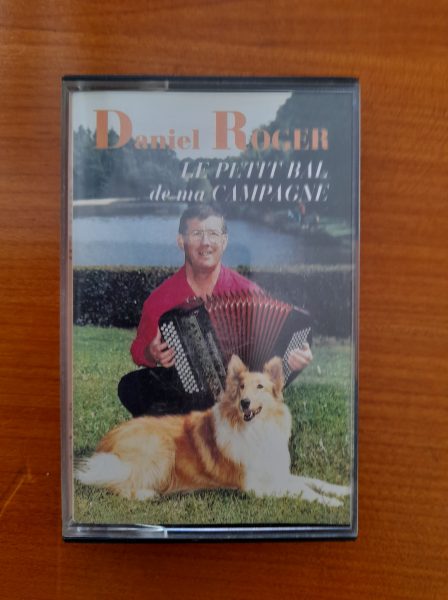 Daniel ROGER
LE PETIT BAL
de ma CAMPAGNE